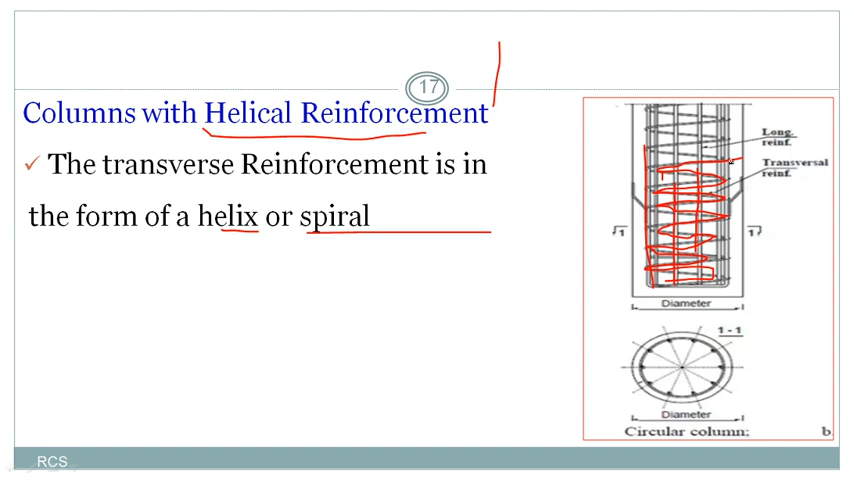 17
Columns with Helical Reinforcement
✓ The transverse Reinforcement is in
the form of a helix or spiral
Long.
reinf.
Transversal
reinf.
1 1
Diameter
1 - 1
Diameter
Circular column; b.
RCS